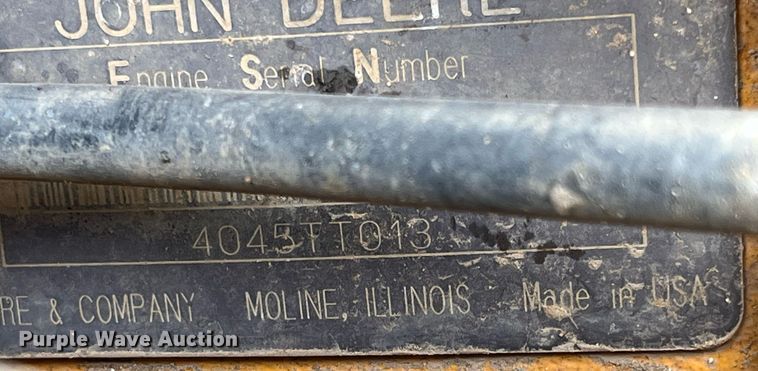 JOHN DEERE
Engine Serial Number
4045TT013
RE & COMPANY MOLINE, ILLINOIS Made in USA
Purple Wave Auction